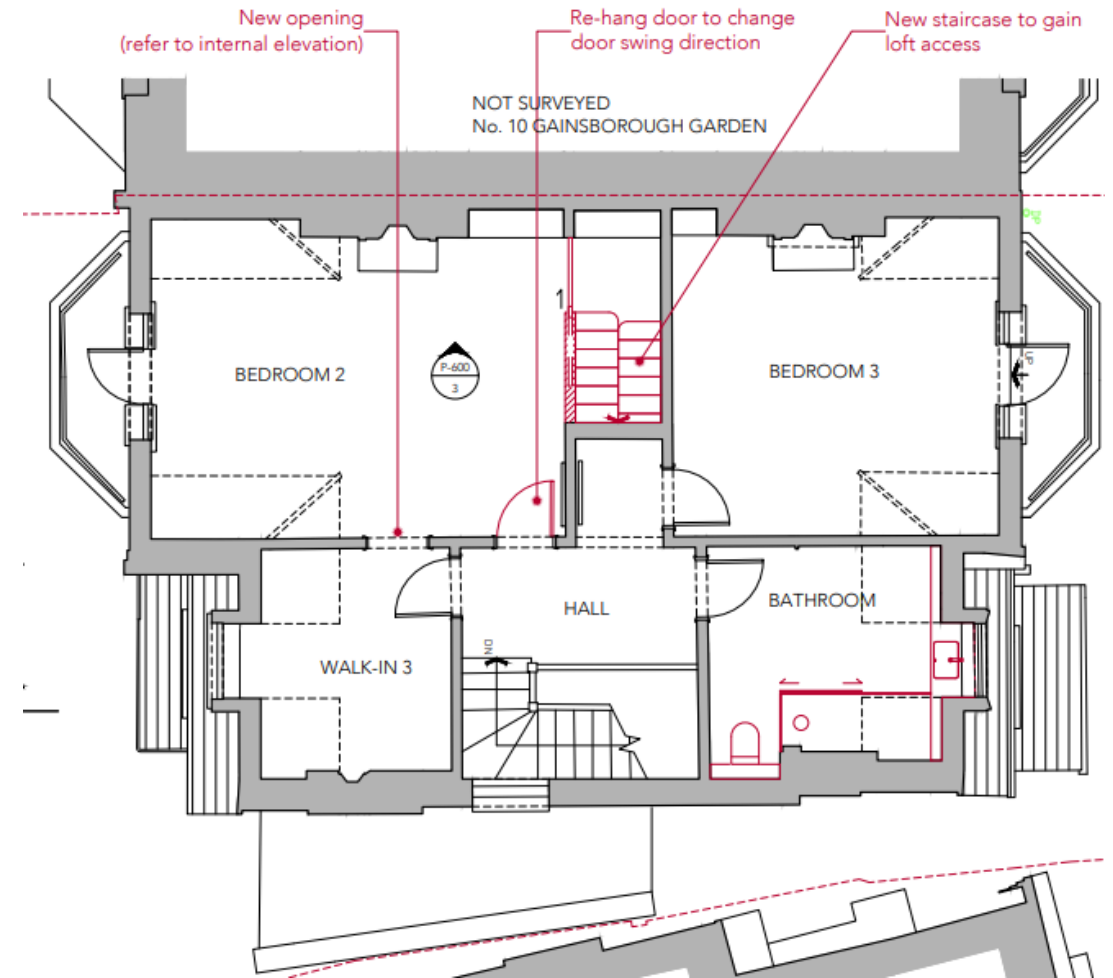 New opening
(refer to internal elevation)
Re-hang door to change
door swing direction
New staircase to gain
loft access
NOT SURVEYED
No. 10 GAINSBOROUGH GARDEN
1
P-600
3
BEDROOM 2
BEDROOM 3
UP
HALL
BATHROOM
DN
WALK-IN 3